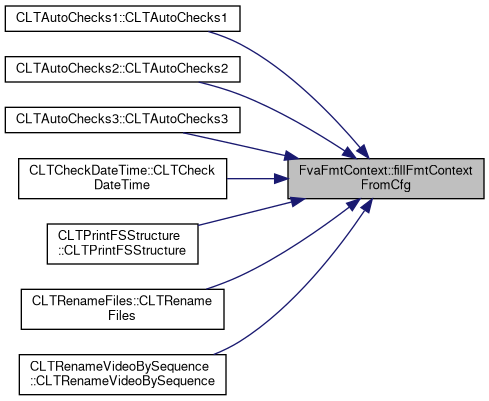 CLTAutoChecks1::CLTAutoChecks1
CLTAutoChecks2::CLTAutoChecks2
CLTAutoChecks3::CLTAutoChecks3
CLTCheckDateTime::CLTCheck
DateTime
FvaFmtContext::fillFmtContext
FromCfg
CLTPrintFSStructure
::CLTPrintFSStructure
CLTRenameFiles::CLTRename
Files
CLTRenameVideoBySequence
::CLTRenameVideoBySequence